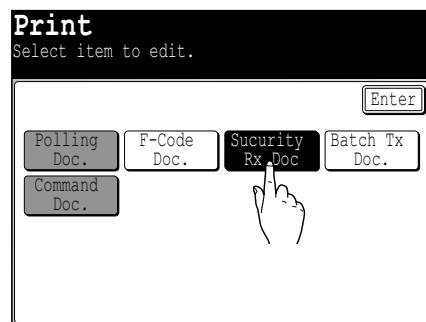 Print
Select item to edit.
Enter
Polling
Doc.
F-Code
Doc.
Sucurity
Rx Doc
Batch Tx
Doc.
Command
Doc.